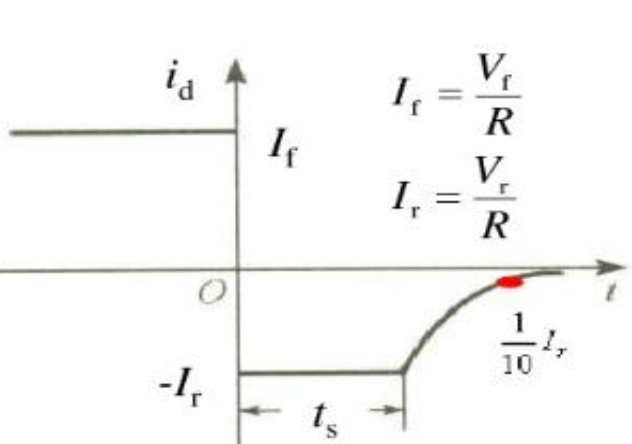 i_d
I_f = V_f / R
I_f
I_r = V_r / R
O
t
1/10 I_r
-I_r
t_s